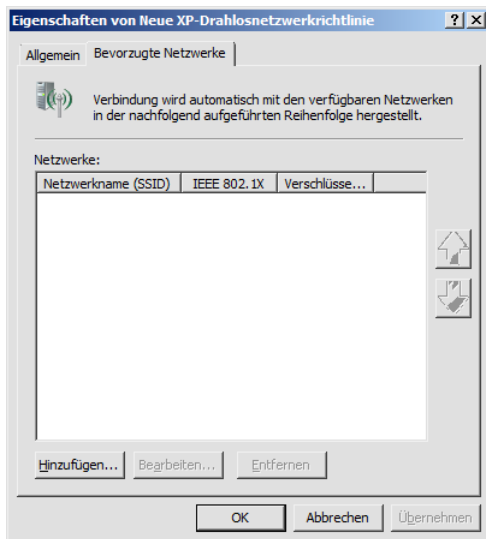 Eigenschaften von Neue XP-Drahlosnetzwerkrichtlinie
Allgemein
Bevorzugte Netzwerke
Verbindung wird automatisch mit den verfügbaren Netzwerken
in der nachfolgend aufgeführten Reihenfolge hergestellt.
Netzwerke:
Netzwerkname (SSID) IEEE 802.1X Verschlüsse...
Hinzufügen... Bearbeiten... Entfernen
OK Abbrechen Übernehmen